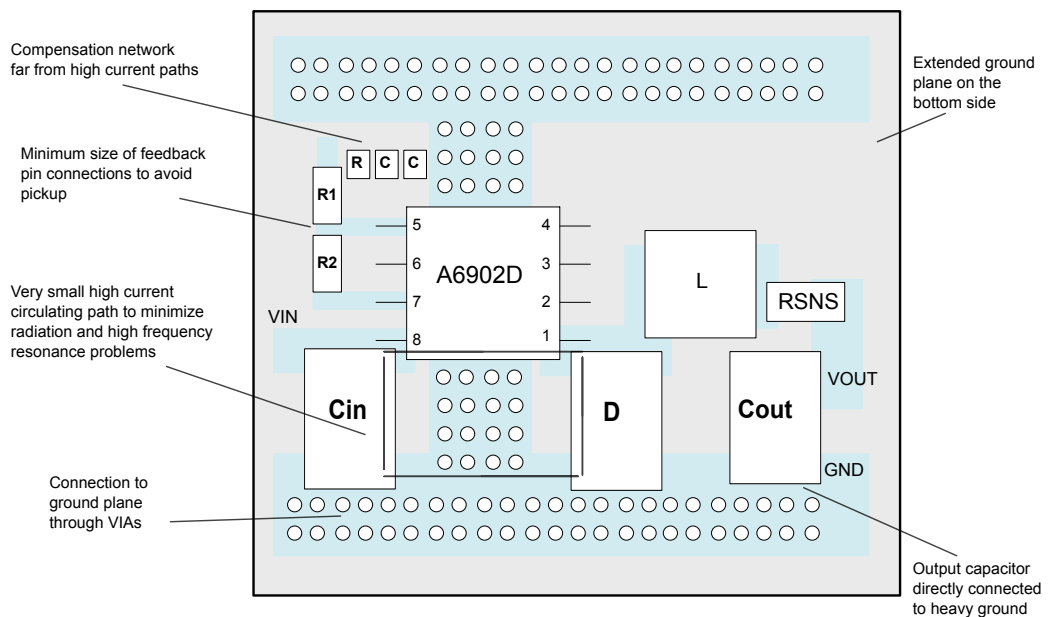 Compensation network
far from high current paths
Extended ground
plane on the
bottom side
Minimum size of feedback
pin connections to avoid
pickup
R C C
R1
R2
5
6
7
8
4
3
2
1
A6902D
L
RSNS
Very small high current
circulating path to minimize
radiation and high frequency
resonance problems
VIN
VOUT
Cin
D
Cout
GND
Connection to
ground plane
through VIAs
Output capacitor
directly connected
to heavy ground